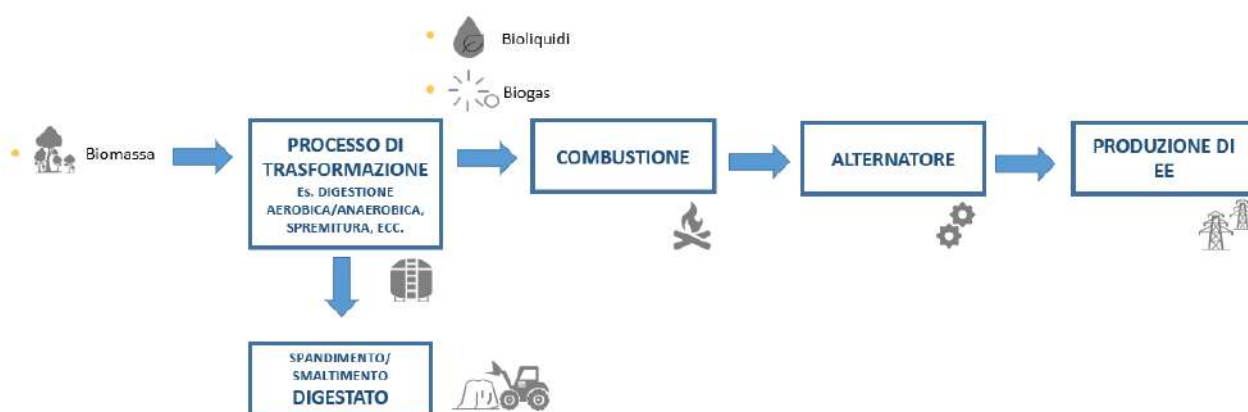 Bioliquidi
Biogas
Biomassa
PROCESSO DI
TRASFORMAZIONE
Es. DIGESTIONE
AEROBICA/ANAEROBICA,
SPREMITURA, ECC.
COMBUSTIONE
ALTERNATORE
PRODUZIONE DI
EE
SPANDIMENTO/
SMALTIMENTO
DIGESTATO